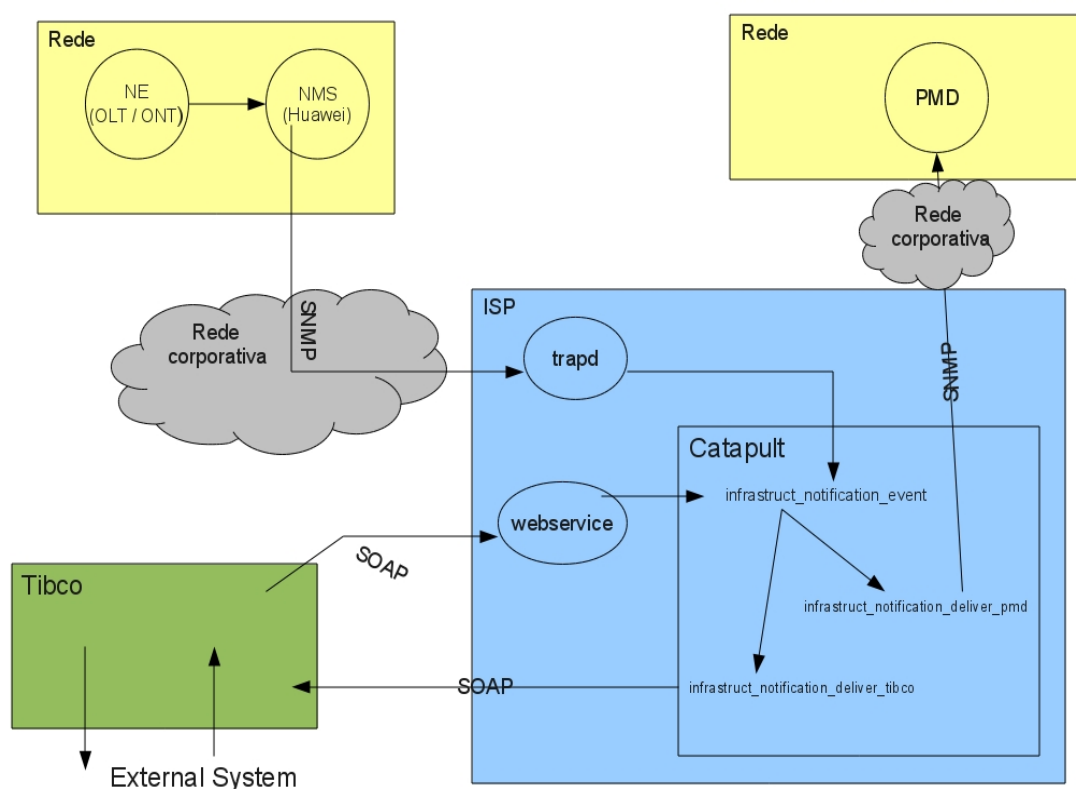 Rede
NE
(OLT / ONT)
NMS
(Huawei)
Rede
PMD
Rede
corporativa
SNMP
Rede
corporativa
SNMP
ISP
trapd
Catapult
infrastruct_notification_event
webservice
SOAP
infrastruct_notification_deliver_pmd
Tibco
infrastruct_notification_deliver_tibco
SOAP
External System